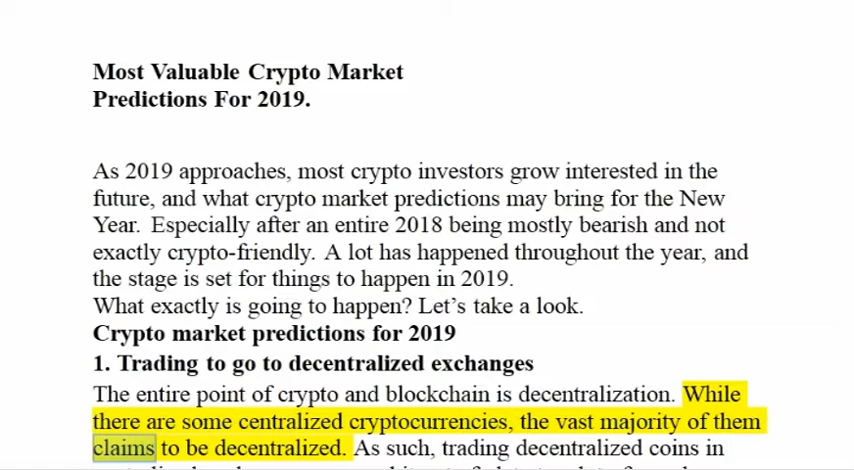 Most Valuable Crypto Market
Predictions For 2019.
As 2019 approaches, most crypto investors grow interested in the
future, and what crypto market predictions may bring for the New
Year. Especially after an entire 2018 being mostly bearish and not
exactly crypto-friendly. A lot has happened throughout the year, and
the stage is set for things to happen in 2019.
What exactly is going to happen? Let’s take a look.
Crypto market predictions for 2019
1. Trading to go to decentralized exchanges
The entire point of crypto and blockchain is decentralization. While
there are some centralized cryptocurrencies, the vast majority of them
claims to be decentralized. As such, trading decentralized coins in